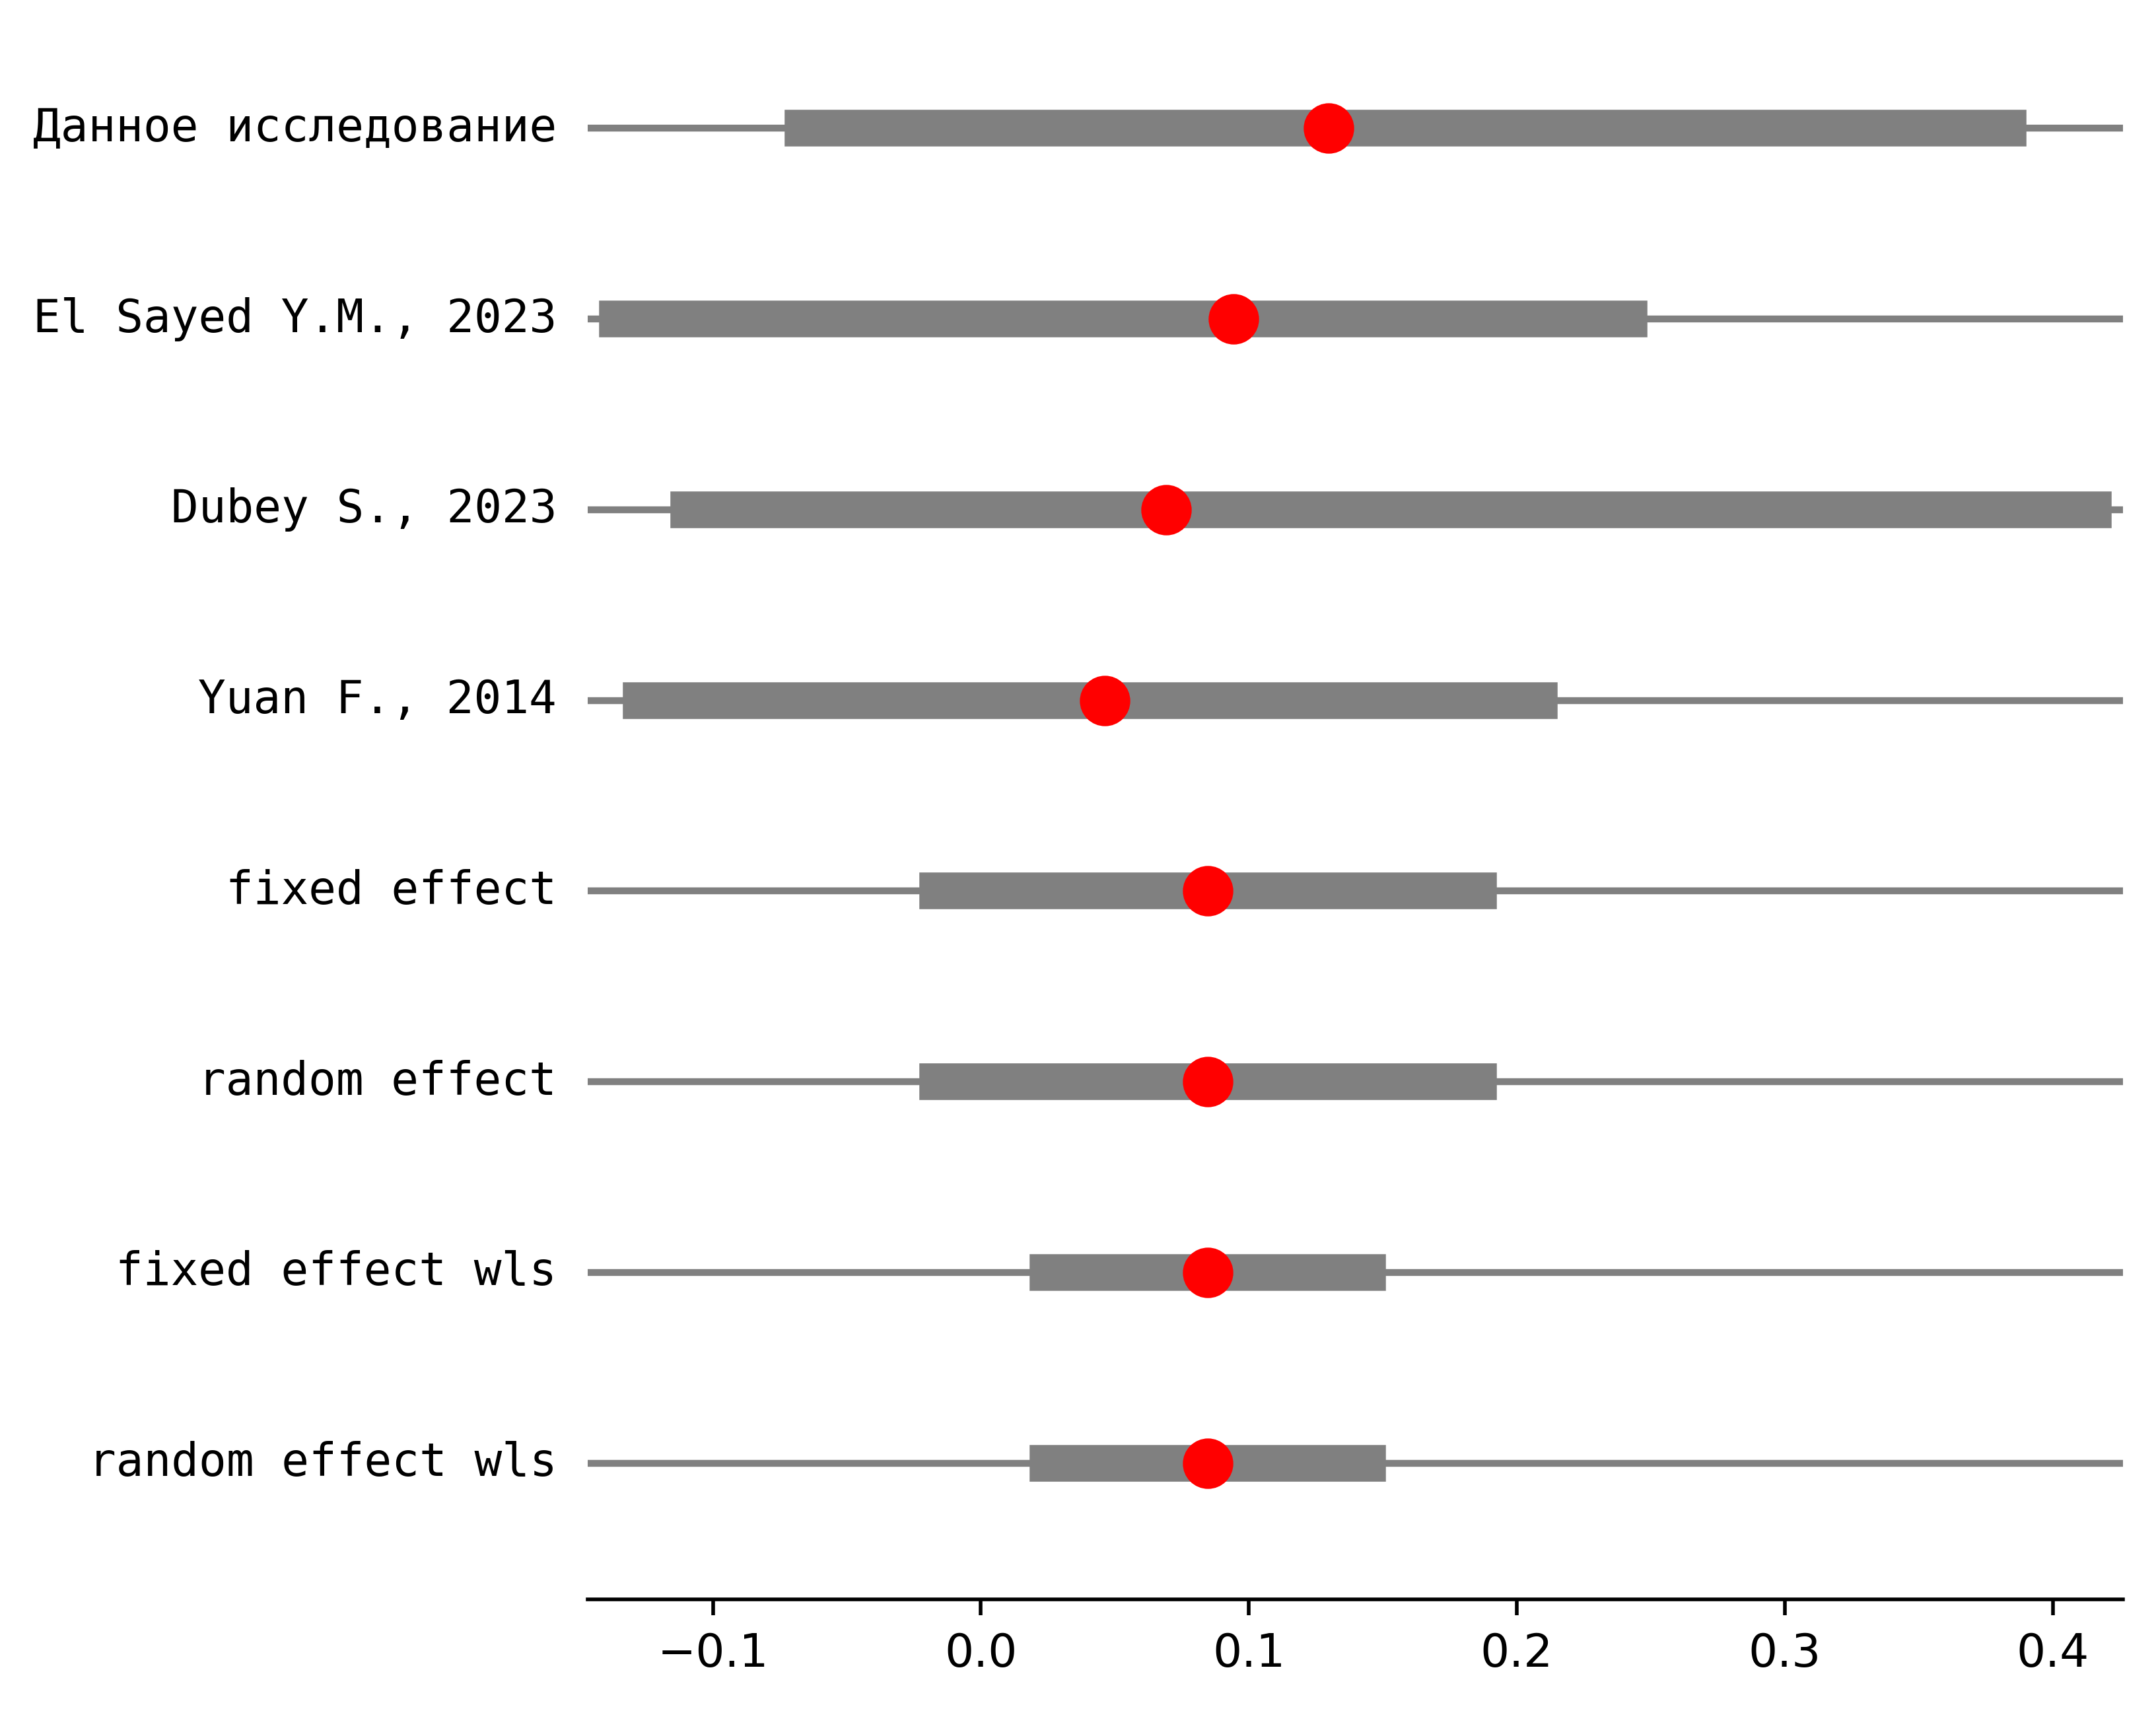 Данное исследование
El Sayed Y.M., 2023
Dubey S., 2023
Yuan F., 2014
fixed effect
random effect
fixed effect wls
random effect wls
−0.1 0.0 0.1 0.2 0.3 0.4